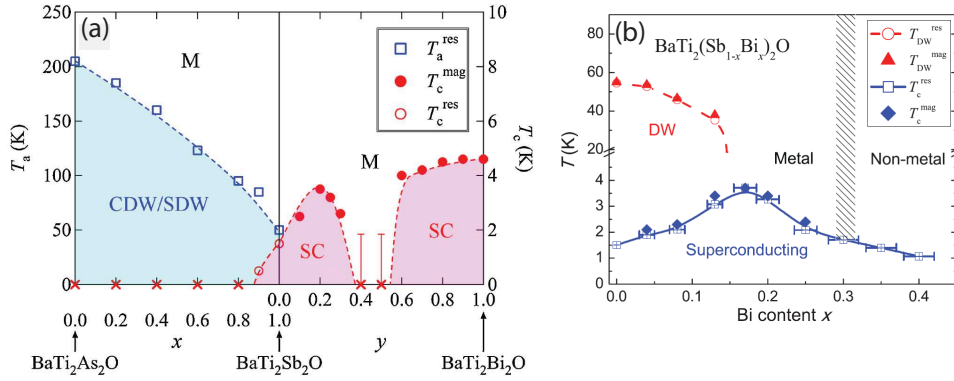 (a)
M
T_a^res
T_c^mag
T_c^res
250
200
150
100
50
0
T_a (K)
10
8
6
4
2
0
T_c (K)
M
CDW/SDW
SC
SC
0.0 0.2 0.4 0.6 0.8 1.0
0.0 0.2 0.4 0.6 0.8 1.0
x
y
BaTi2As2O
BaTi2Sb2O
BaTi2Bi2O
(b)
BaTi2(Sb1-xBix)2O
T_DW^res
T_DW^mag
T_c^res
T_c^mag
80
60
40
20
4
3
2
1
0
T (K)
DW
Metal
Non-metal
Superconducting
0.0 0.1 0.2 0.3 0.4
Bi content x